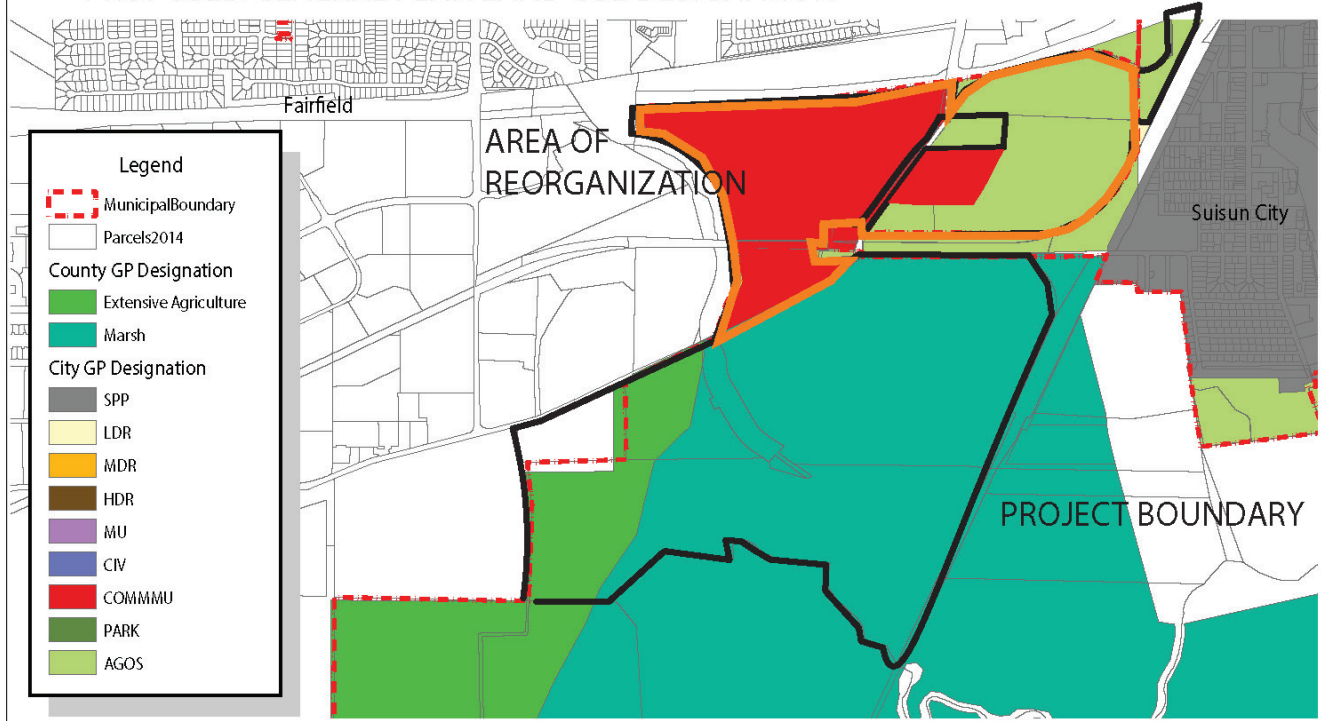 Fairfield
AREA OF
REORGANIZATION
Suisun City
PROJECT BOUNDARY
Legend
MunicipalBoundary
Parcels2014
County GP Designation
Extensive Agriculture
Marsh
City GP Designation
SPP
LDR
MDR
HDR
MU
CIV
COMMMU
PARK
AGOS